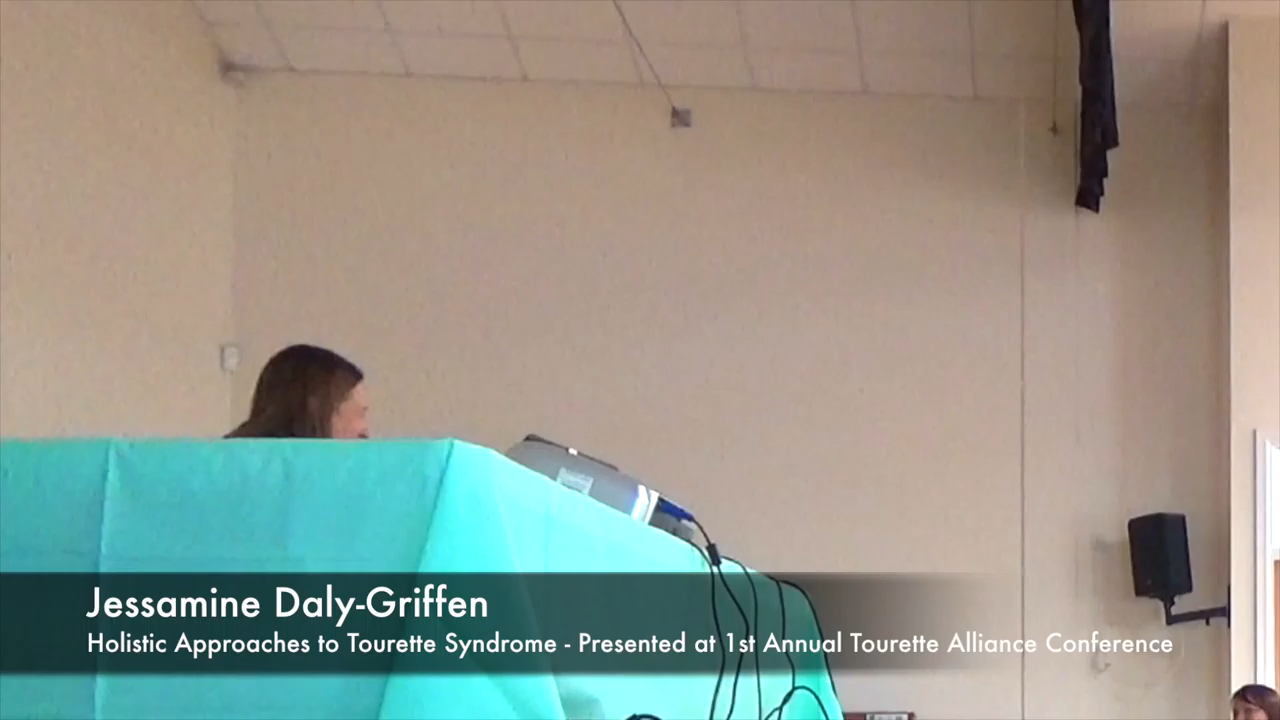 Jessamine Daly-Griffen
Holistic Approaches to Tourette Syndrome - Presented at 1st Annual Tourette Alliance Conference